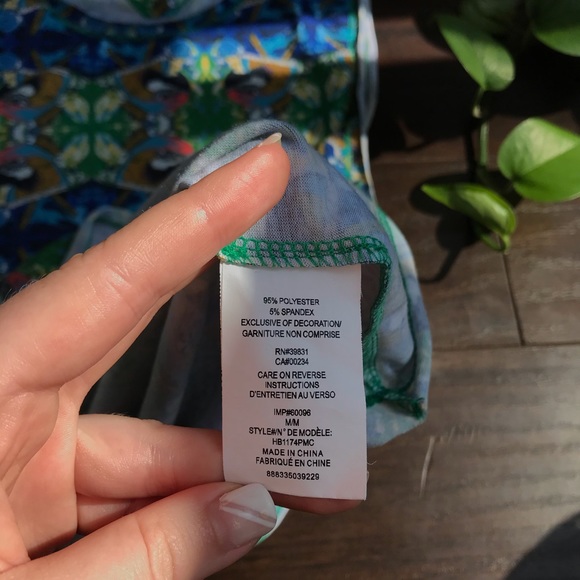 95% POLYESTER
5% SPANDEX
EXCLUSIVE OF DECORATION/
GARNITURE NON COMPRISE
RN#39831
CA#00234
CARE ON REVERSE
INSTRUCTIONS
D'ENTRETIEN AU VERSO
IMP#60096
M/M
STYLE#/N° DE MODÈLE:
HB1174PMC
MADE IN CHINA
FABRIQUÉ EN CHINE
888335039229